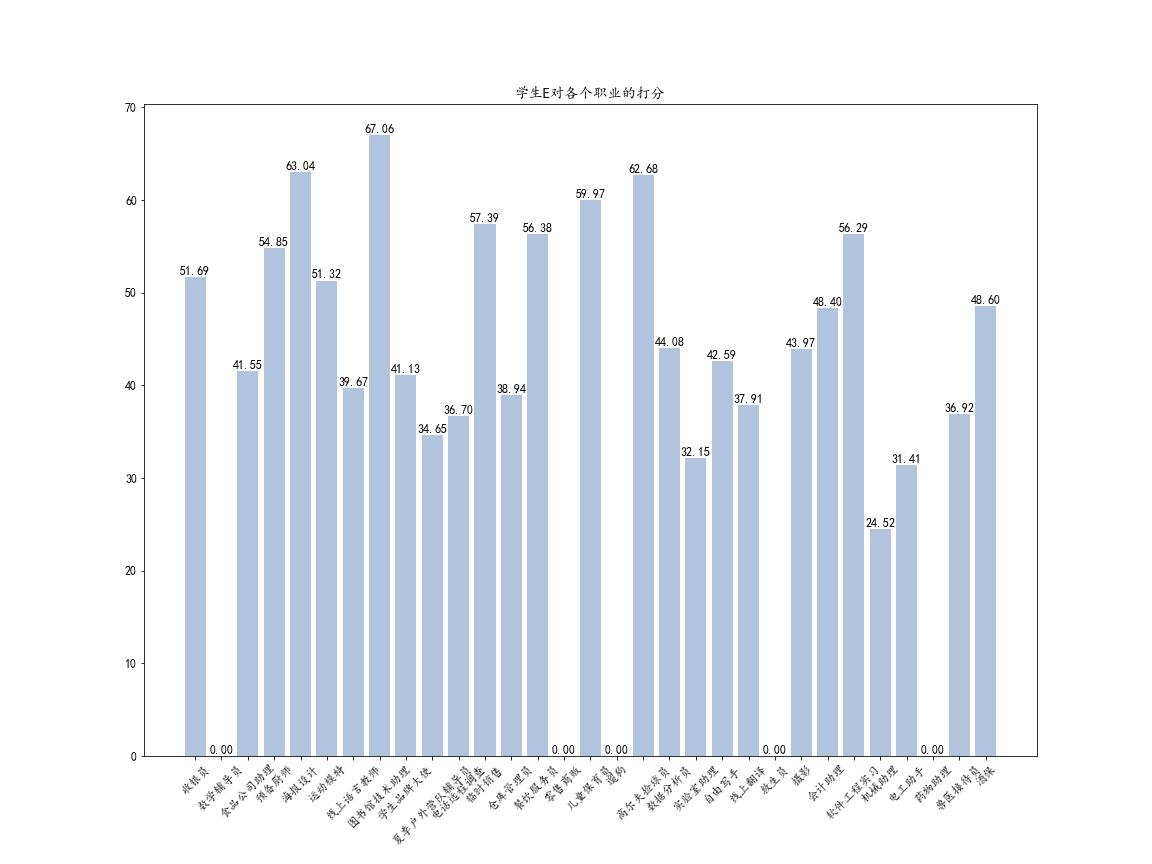 学生E对各个职业的打分
70
60
50
40
30
20
10
0
51.69
0.00
41.55
54.85
63.04
51.32
39.67
67.06
41.13
34.65
36.70
57.39
38.94
56.38
0.00
59.97
0.00
62.68
44.08
32.15
42.59
37.91
0.00
43.97
48.40
56.29
24.52
31.41
0.00
36.92
48.60
收银员
数学辅导员
食品公司助理
预备厨师
海报设计
运动模特
线上语言教师
图书馆技术助理
学生品牌大使
夏季户外营队辅导员
电话远程调查
临时销售
仓库管理员
餐饮服务员
零售商贩
儿童保育员
遛狗
高尔夫捡球员
数据分析员
实验室助理
自由写手
线上翻译
救生员
摄影
会计助理
软件工程实习
机械助理
电工助手
药物助理
兽医接待员